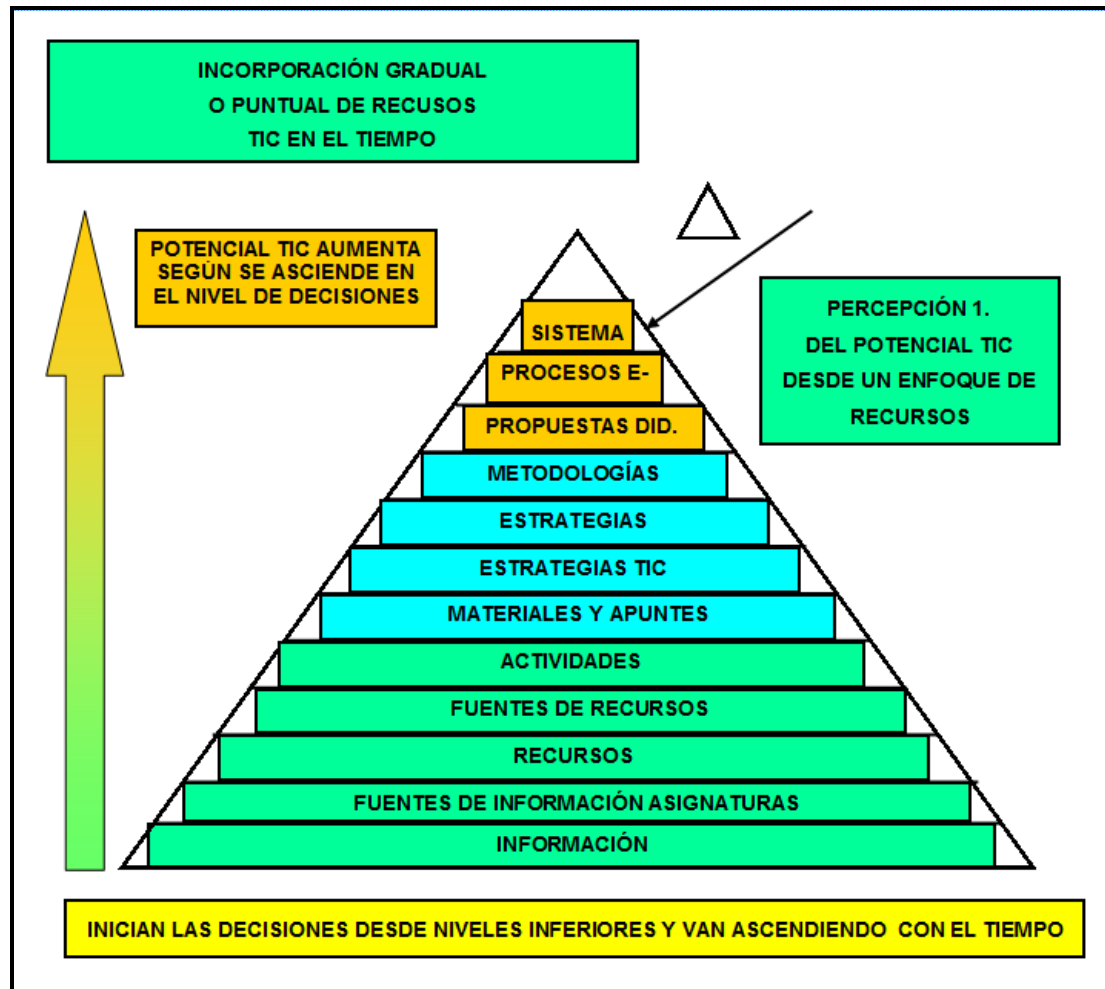 INCORPORACIÓN GRADUAL
O PUNTUAL DE RECUSOS
TIC EN EL TIEMPO
POTENCIAL TIC AUMENTA
SEGÙN SE ASCIENDE EN
EL NIVEL DE DECISIONES
PERCEPCIÓN 1.
DEL POTENCIAL TIC
DESDE UN ENFOQUE DE
RECURSOS
SISTEMA
PROCESOS E-
PROPUESTAS DID.
METODOLOGÍAS
ESTRATEGIAS
ESTRATEGIAS TIC
MATERIALES Y APUNTES
ACTIVIDADES
FUENTES DE RECURSOS
RECURSOS
FUENTES DE INFORMACIÓN ASIGNATURAS
INFORMACIÓN
INICIAN LAS DECISIONES DESDE NIVELES INFERIORES Y VAN ASCENDIENDO CON EL TIEMPO